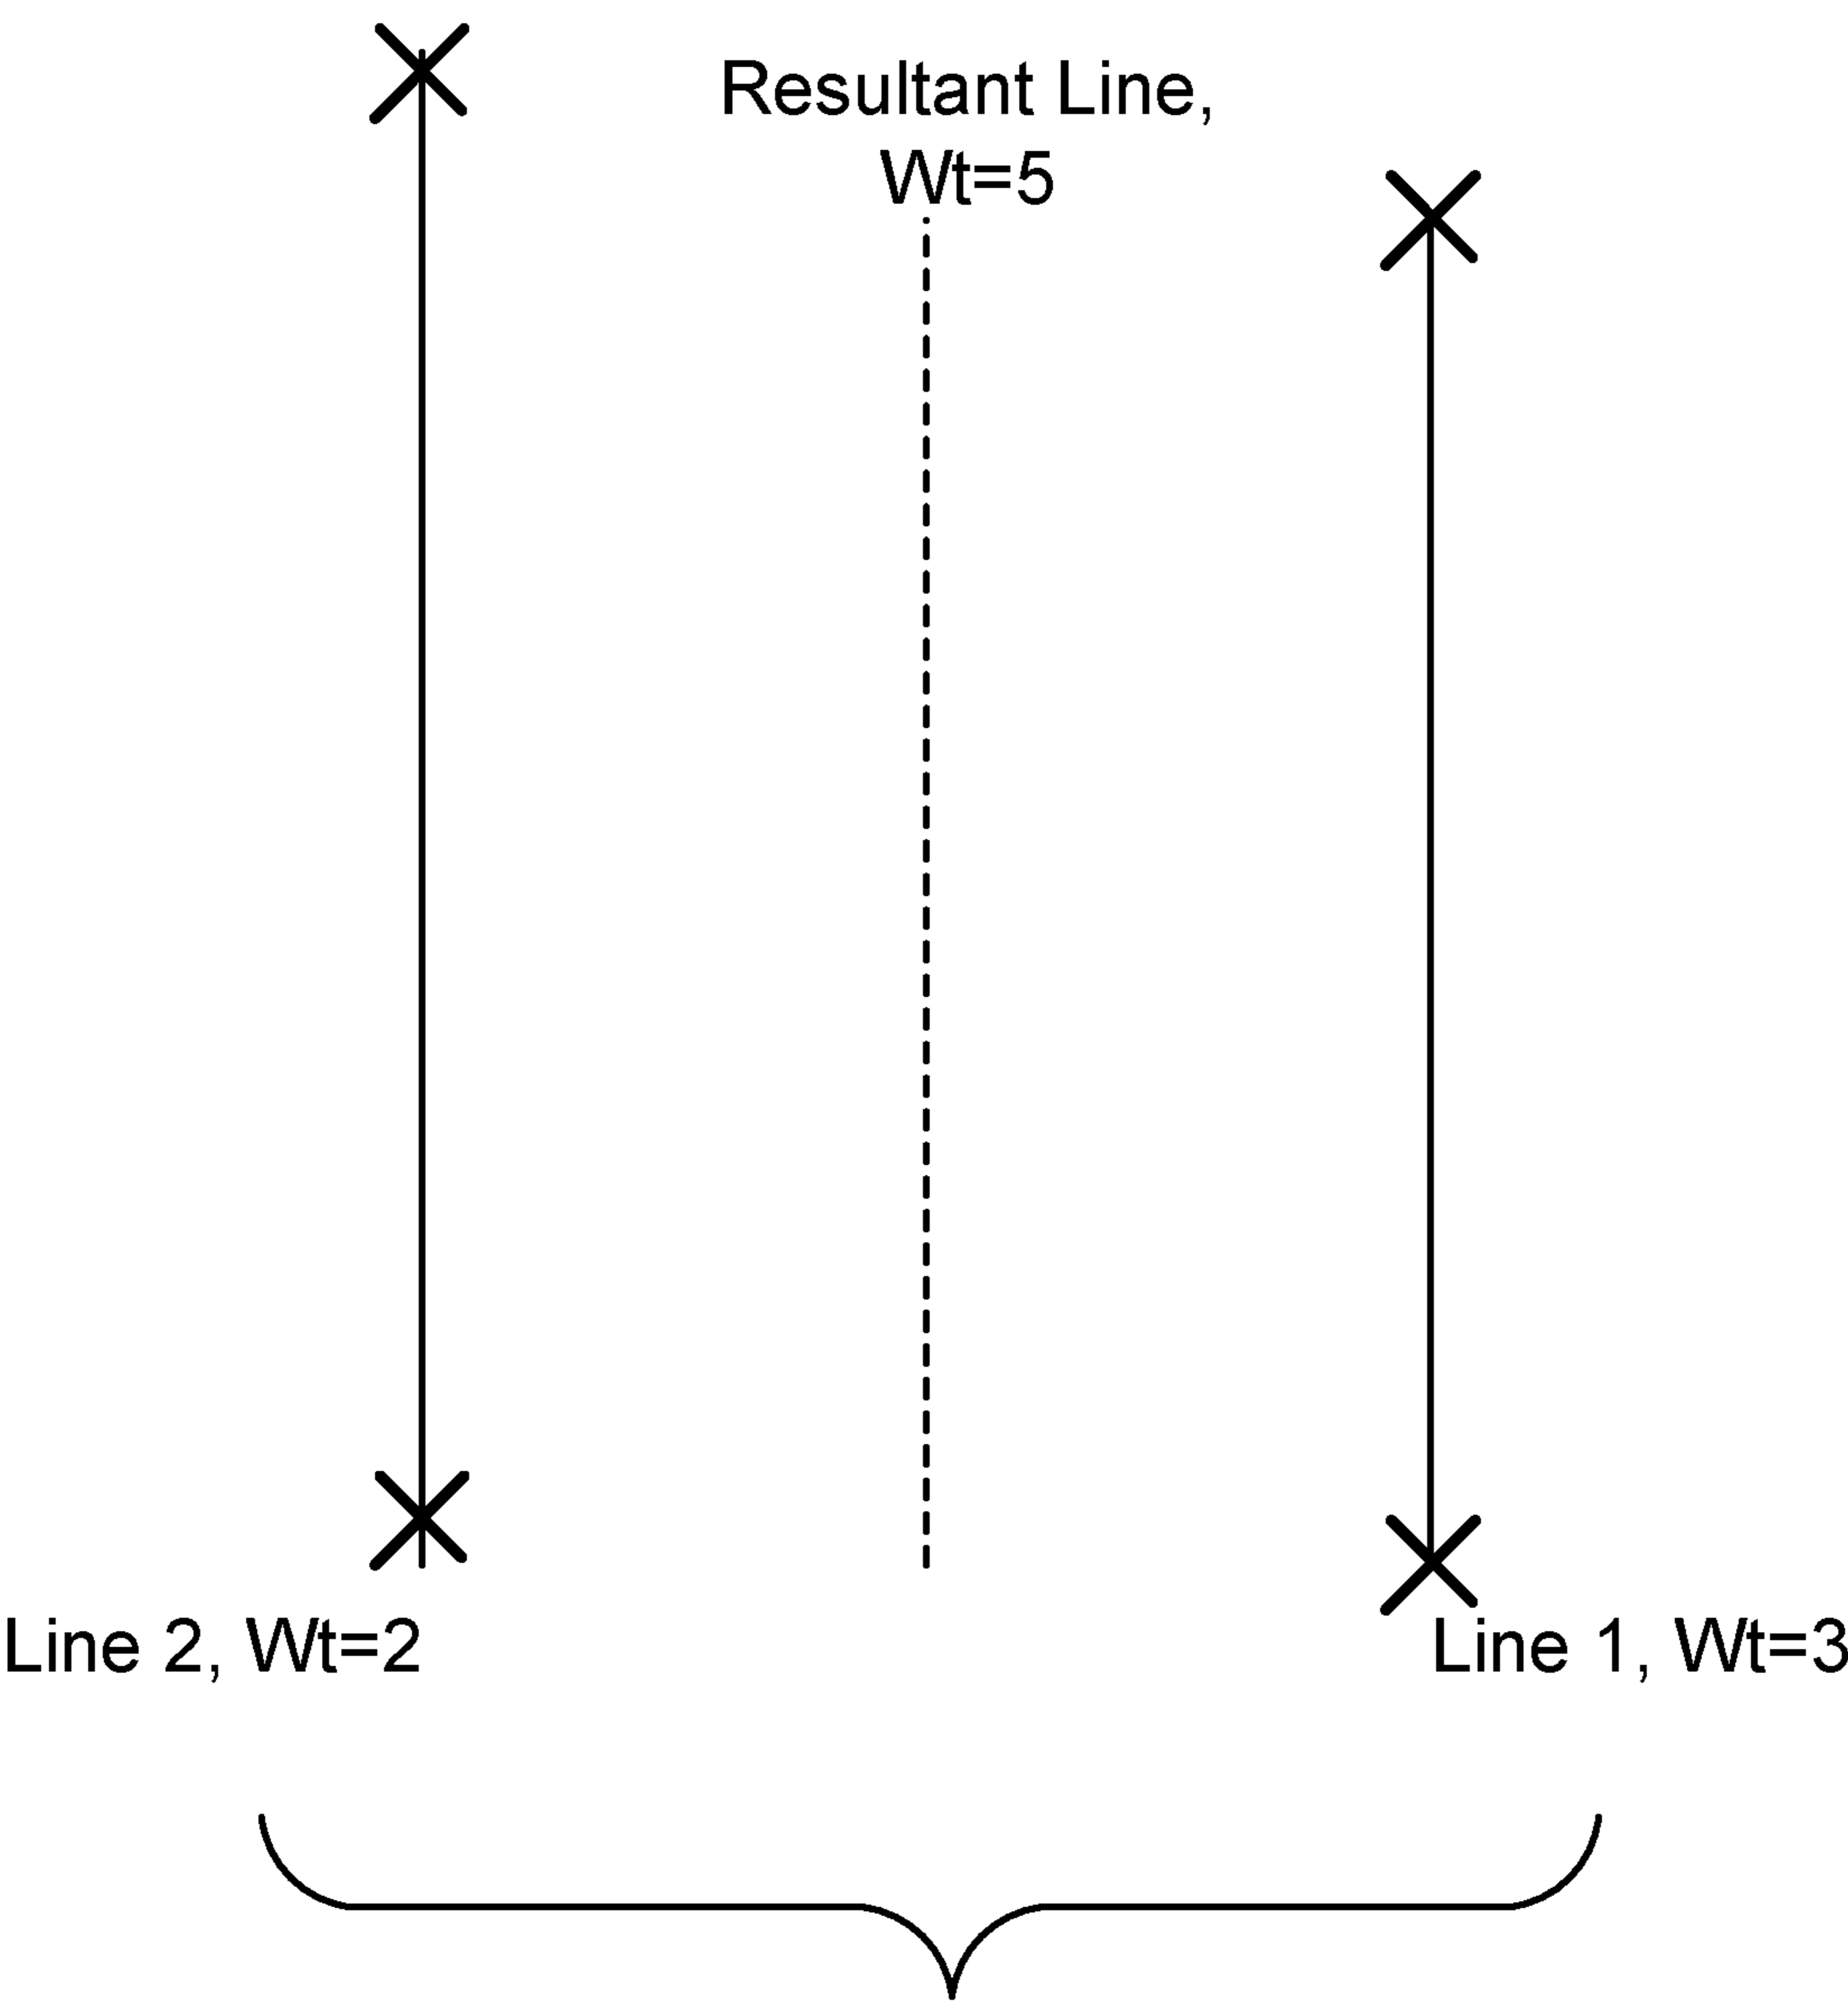 Resultant Line,
Wt=5
Line 2, Wt=2
Line 1, Wt=3